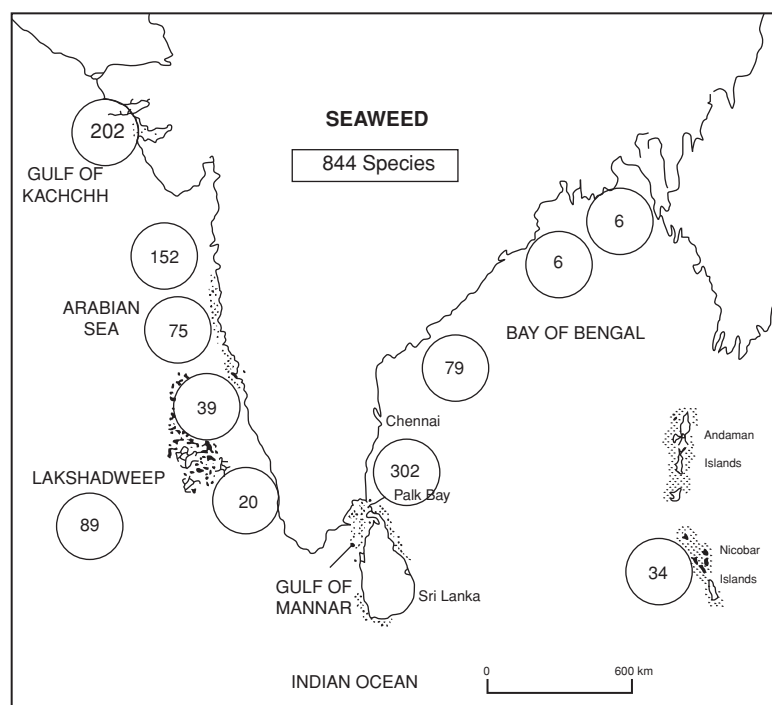 SEAWEED
844 Species
202
GULF OF
KACHCHH
152
ARABIAN
SEA
75
39
LAKSHADWEEP
89
20
6
6
BAY OF BENGAL
79
Chennai
302
Palk Bay
GULF OF
MANNAR
Sri Lanka
Andaman
Islands
Nicobar
34
Islands
INDIAN OCEAN
0
600 km